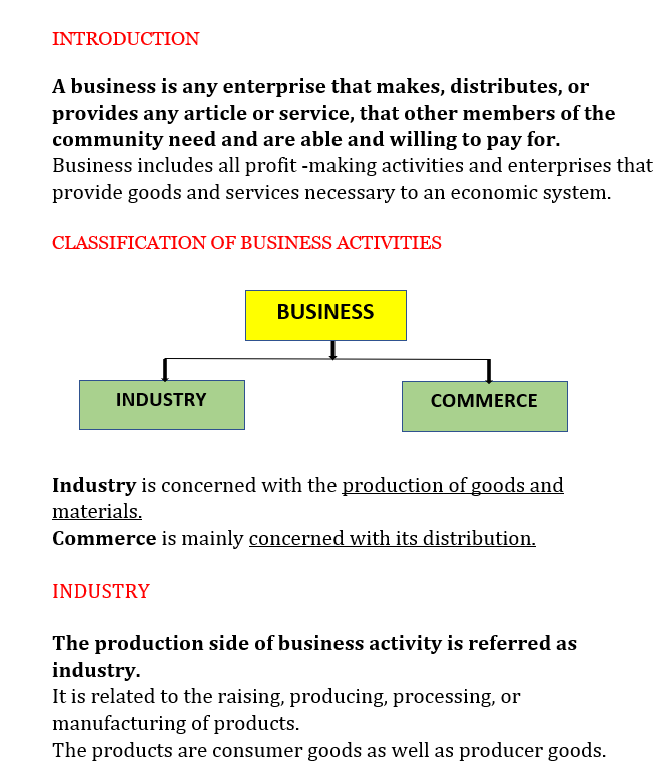 INTRODUCTION
A business is any enterprise that makes, distributes, or
provides any article or service, that other members of the
community need and are able and willing to pay for.
Business includes all profit -making activities and enterprises that
provide goods and services necessary to an economic system.
CLASSIFICATION OF BUSINESS ACTIVITIES
BUSINESS
INDUSTRY
COMMERCE
Industry is concerned with the production of goods and
materials.
Commerce is mainly concerned with its distribution.
INDUSTRY
The production side of business activity is referred as
industry.
It is related to the raising, producing, processing, or
manufacturing of products.
The products are consumer goods as well as producer goods.